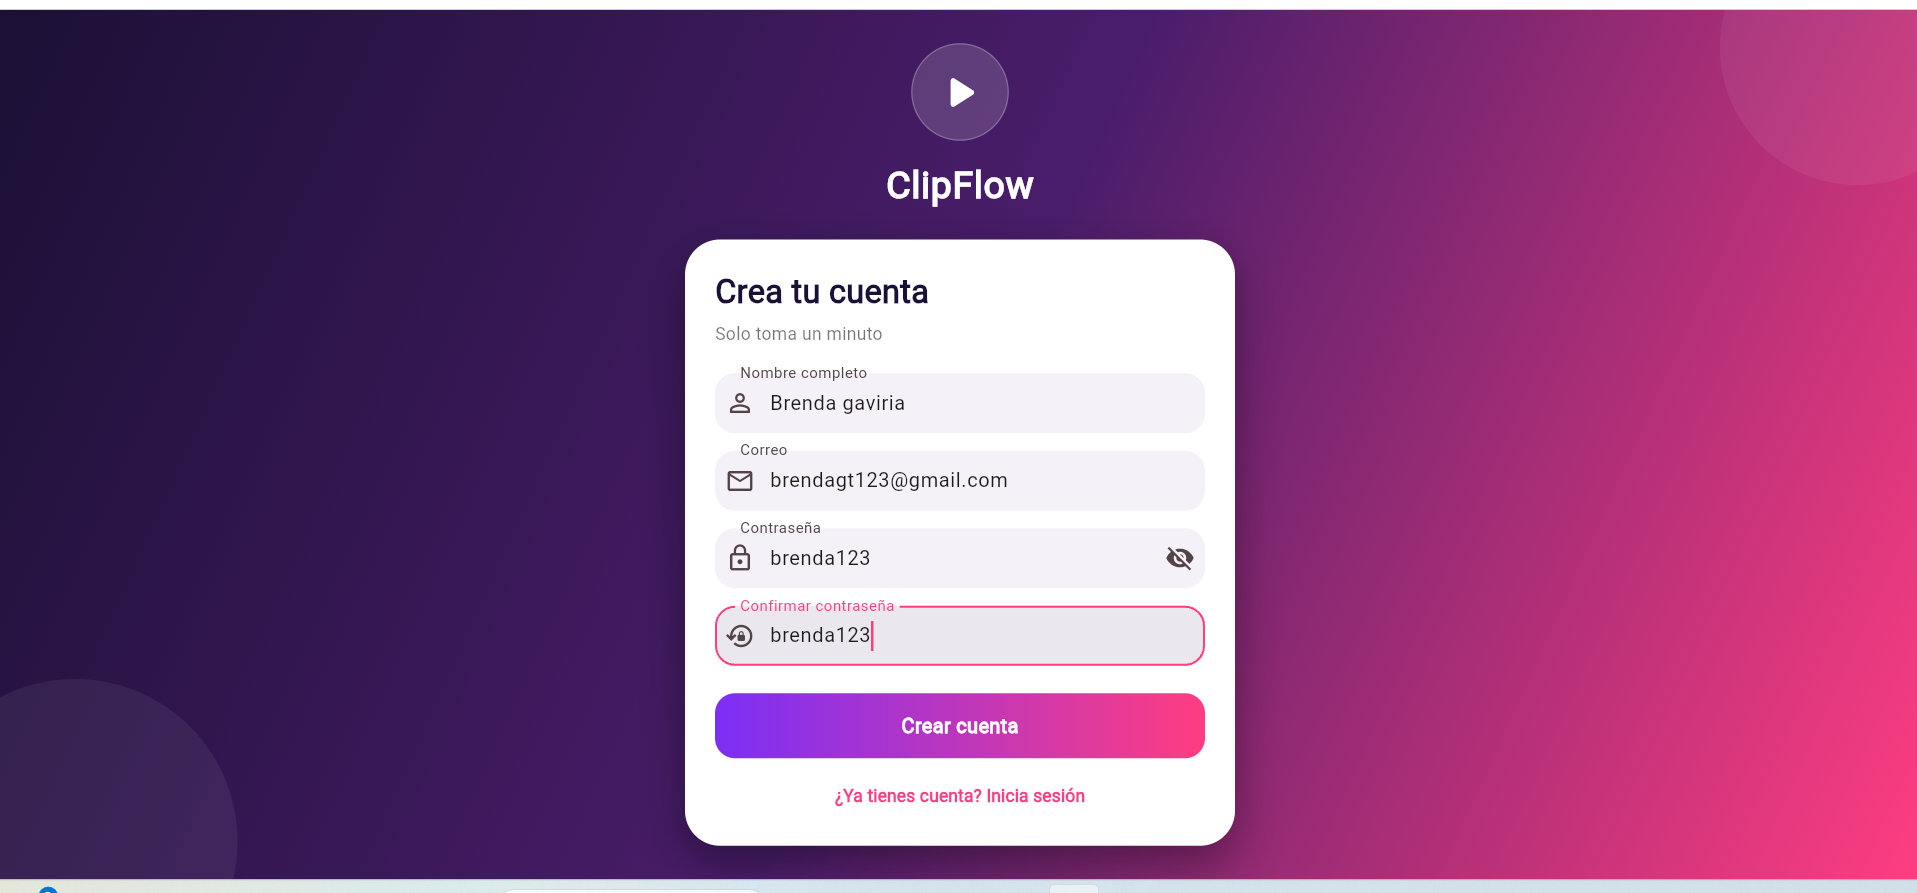 ClipFlow
Crea tu cuenta
Solo toma un minuto
Nombre completo
Brenda gaviria
Correo
brendagt123@gmail.com
Contraseña
brenda123
Confirmar contraseña
brenda123
Crear cuenta
¿Ya tienes cuenta? Inicia sesión